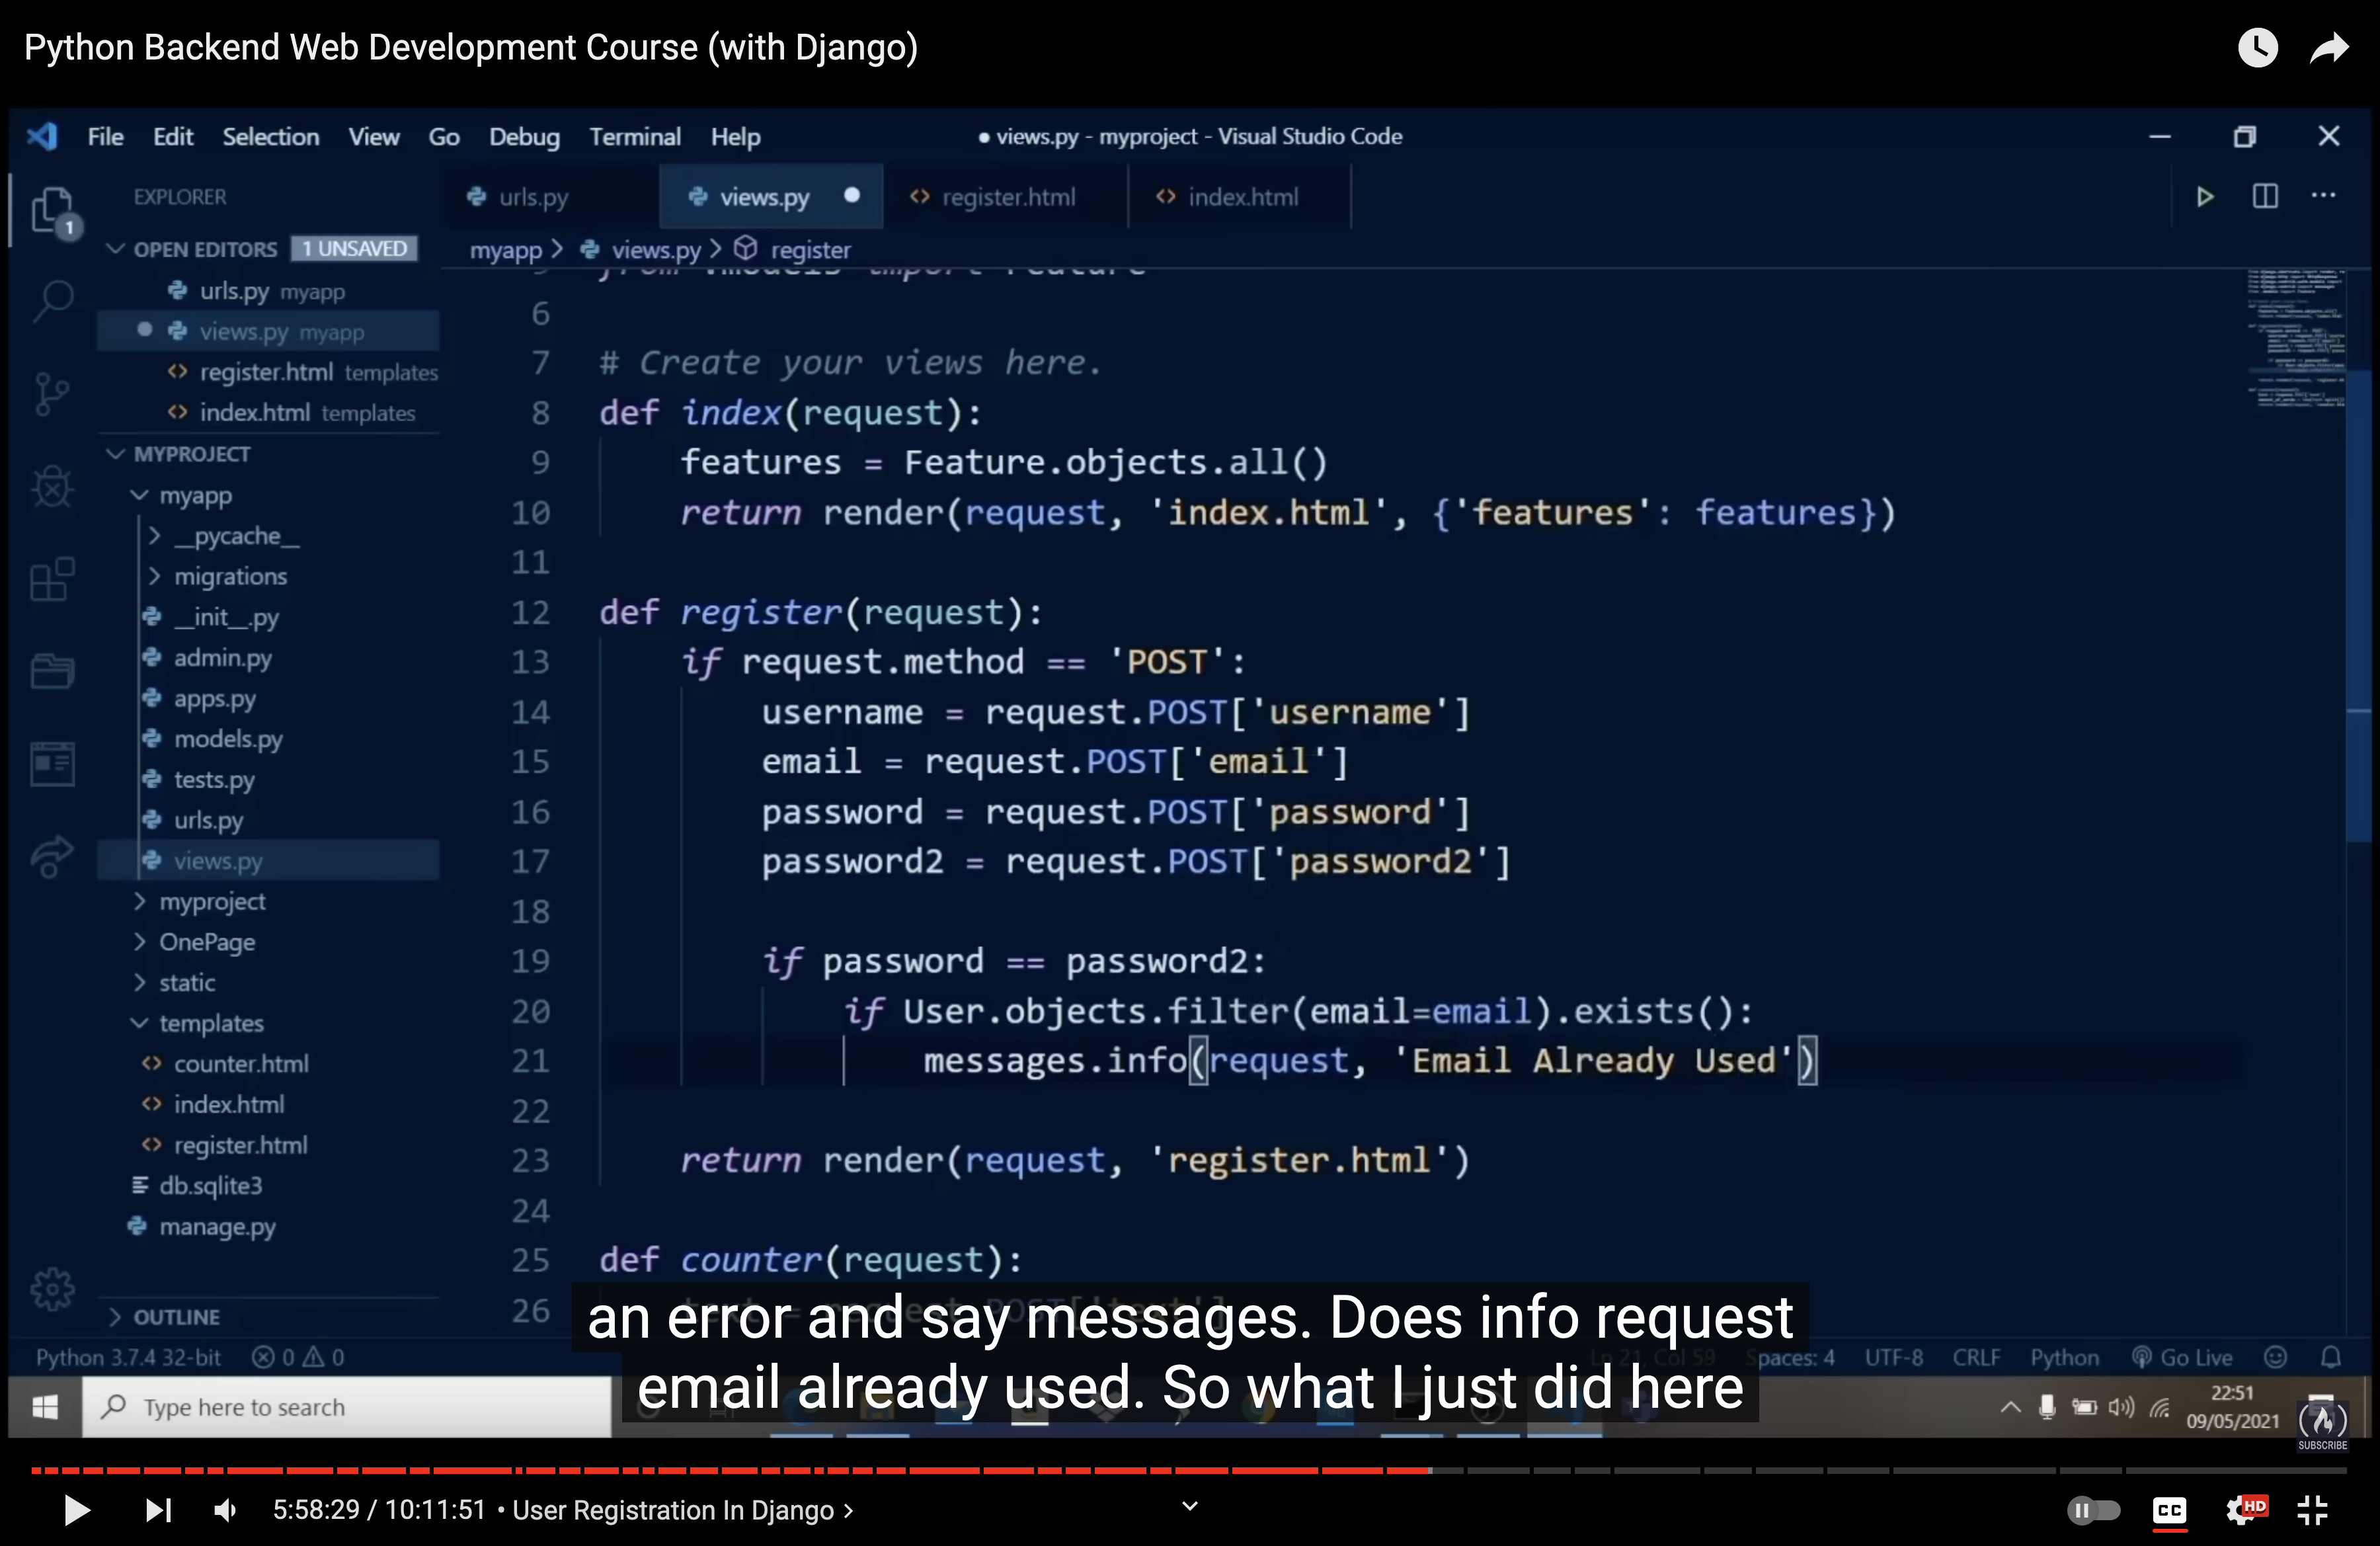 Python Backend Web Development Course (with Django)
File Edit Selection View Go Debug Terminal Help
● views.py - myproject - Visual Studio Code
EXPLORER
urls.py
views.py
register.html
index.html
OPEN EDITORS 1 UNSAVED
myapp > views.py > register
urls.py myapp
views.py myapp
register.html templates
index.html templates
MYPROJECT
myapp
__pycache__
migrations
__init__.py
admin.py
apps.py
models.py
tests.py
urls.py
views.py
myproject
OnePage
static
templates
counter.html
index.html
register.html
db.sqlite3
manage.py
OUTLINE
1
5 from .models import Feature
6
7 # Create your views here.
8 def index(request):
9 features = Feature.objects.all()
10 return render(request, 'index.html', {'features': features})
11
12 def register(request):
13 if request.method == 'POST':
14 username = request.POST['username']
15 email = request.POST['email']
16 password = request.POST['password']
17 password2 = request.POST['password2']
18
19 if password == password2:
20 if User.objects.filter(email=email).exists():
21 messages.info(request, 'Email Already Used')
22
23 return render(request, 'register.html')
24
25 def counter(request):
26 text = request.POST['text']
an error and say messages. Does info request
email already used. So what I just did here
Python 3.7.4 32-bit 0 0
Ln 21, Col 59 Spaces: 4 UTF-8 CRLF Python Go Live
Type here to search
22:51
09/05/2021
SUBSCRIBE
5:58:29 / 10:11:51 • User Registration In Django >
CC
HD